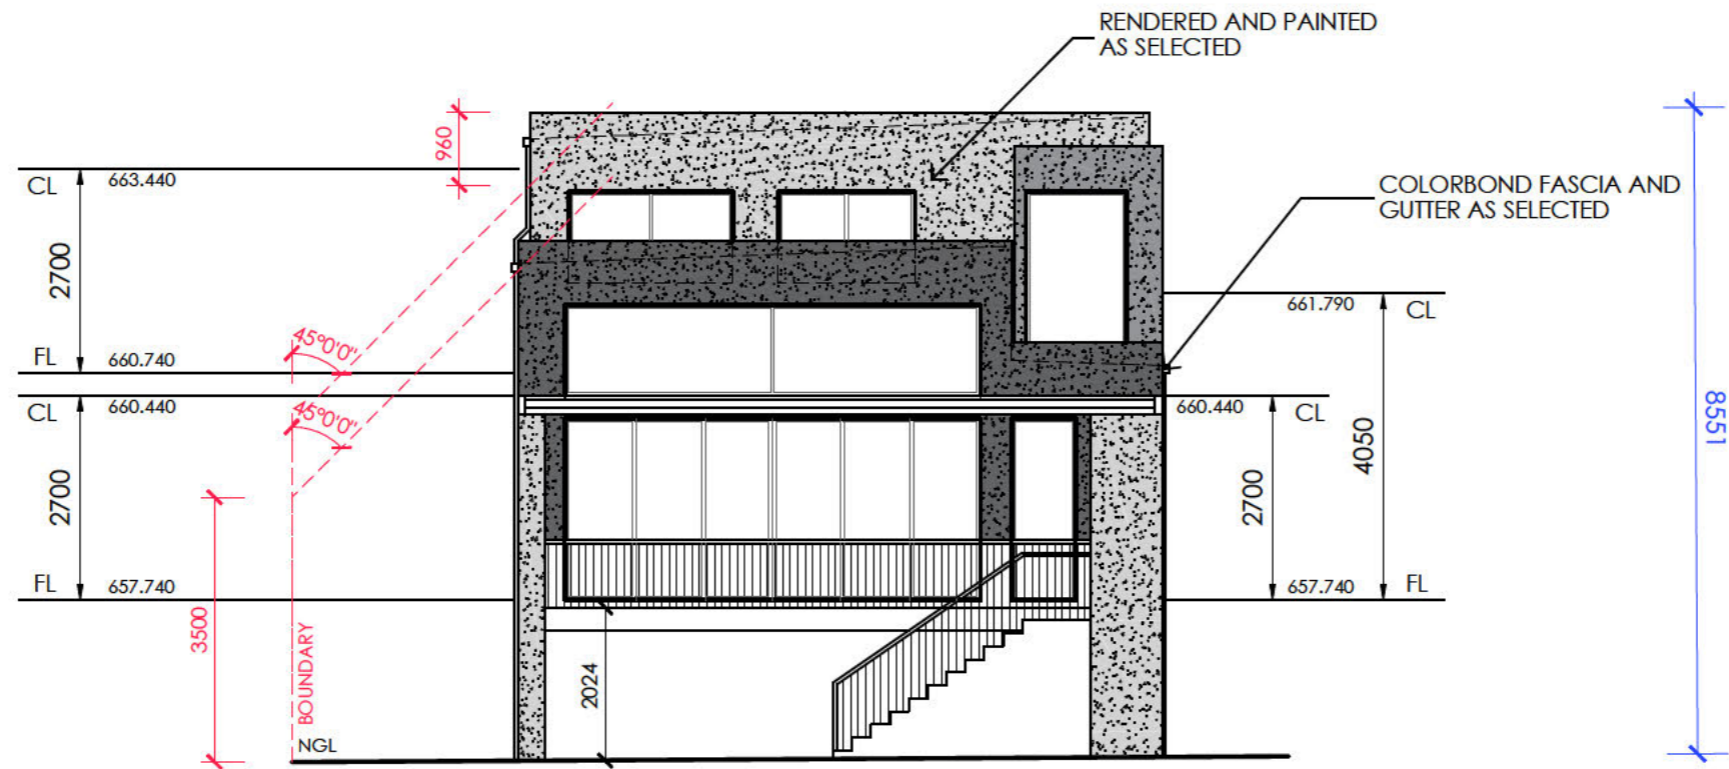 RENDERED AND PAINTED
AS SELECTED
960
CL 663.440
2700
COLORBOND FASCIA AND
GUTTER AS SELECTED
661.790 CL
45°0'0"
FL 660.740
CL 660.440
45°0'0"
660.440 CL
8551
4050
2700
2700
FL 657.740
657.740 FL
3500
BOUNDARY
2024
NGL